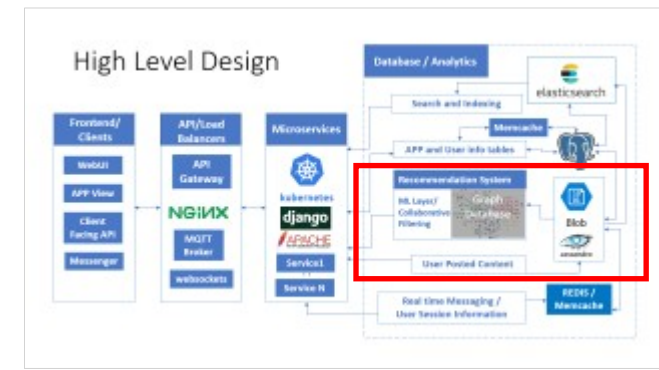 High Level Design
Database / Analytics
elasticsearch
Search and Indexing
Frontend/
Clients
API/Load
Balancers
Microservices
Memcache
APP and User info tables
WebUI
API
Gateway
kubernetes
Recommendation System
APP View
NGINX
django
ML Layer/
Collaborative
Filtering
Graph
Database
Blob
Client
Facing API
MQTT
Broker
APACHE
cassandra
Messenger
Service1
User Posted Content
websockets
Service N
Real time Messaging /
User Session Information
REDIS /
Memcache